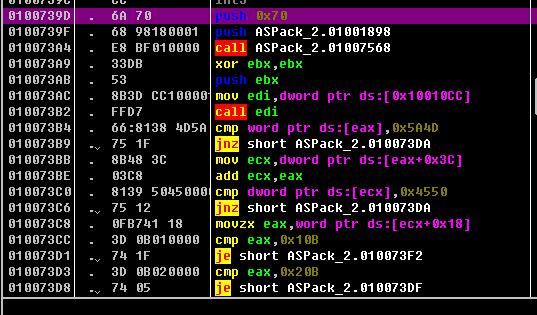 0100739D . 6A 70 push 0x70
0100739F . 68 98180001 push ASPack_2.01001898
010073A4 . E8 BF010000 call ASPack_2.01007568
010073A9 . 33DB xor ebx,ebx
010073AB . 53 push ebx
010073AC . 8B3D CC10000 mov edi,dword ptr ds:[0x10010CC]
010073B2 . FFD7 call edi
010073B4 . 66:8138 4D5A cmp word ptr ds:[eax],0x5A4D
010073B9 . 75 1F jnz short ASPack_2.010073DA
010073BB . 8B48 3C mov ecx,dword ptr ds:[eax+0x3C]
010073BE . 03C8 add ecx,eax
010073C0 . 8139 50450000 cmp dword ptr ds:[ecx],0x4550
010073C6 . 75 12 jnz short ASPack_2.010073DA
010073C8 . 0FB741 18 movzx eax,word ptr ds:[ecx+0x18]
010073CC . 3D 0B010000 cmp eax,0x10B
010073D1 . 74 1F je short ASPack_2.010073F2
010073D3 . 3D 0B020000 cmp eax,0x20B
010073D8 . 74 05 je short ASPack_2.010073DF